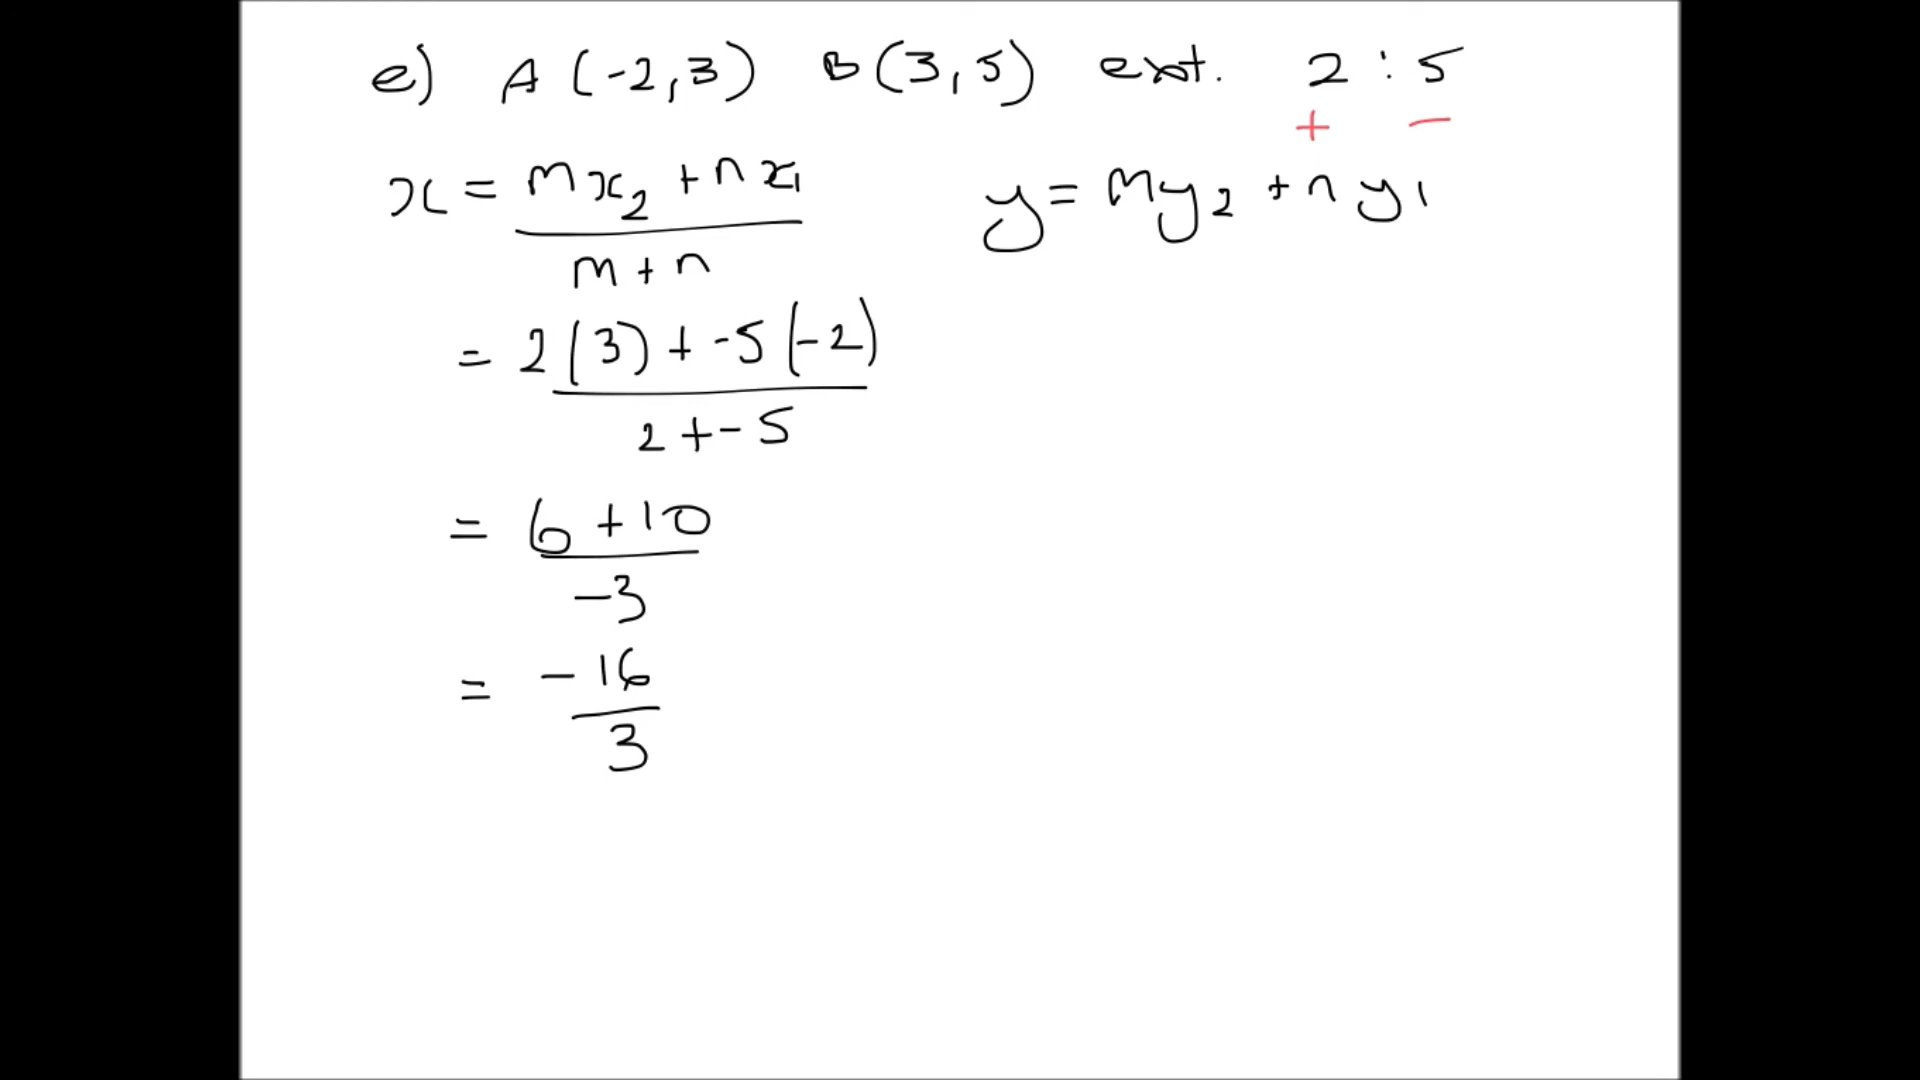 e) A (-2,3) B(3,5) ext. 2 : 5
+ −
x = mx₂ + nx₁ y = my₂ + ny₁
m + n
= 2(3) + -5(-2)
2 + - 5
= 6 + 10
-3
= - 16
3